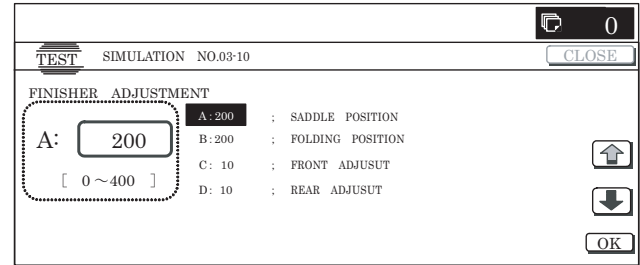 0
TEST SIMULATION NO.03-10 CLOSE
FINISHER ADJUSTMENT
A: 200
[ 0～400 ]
A:200 ; SADDLE POSITION
B:200 ; FOLDING POSITION
C: 10 ; FRONT ADJUSUT
D: 10 ; REAR ADJUSUT
OK